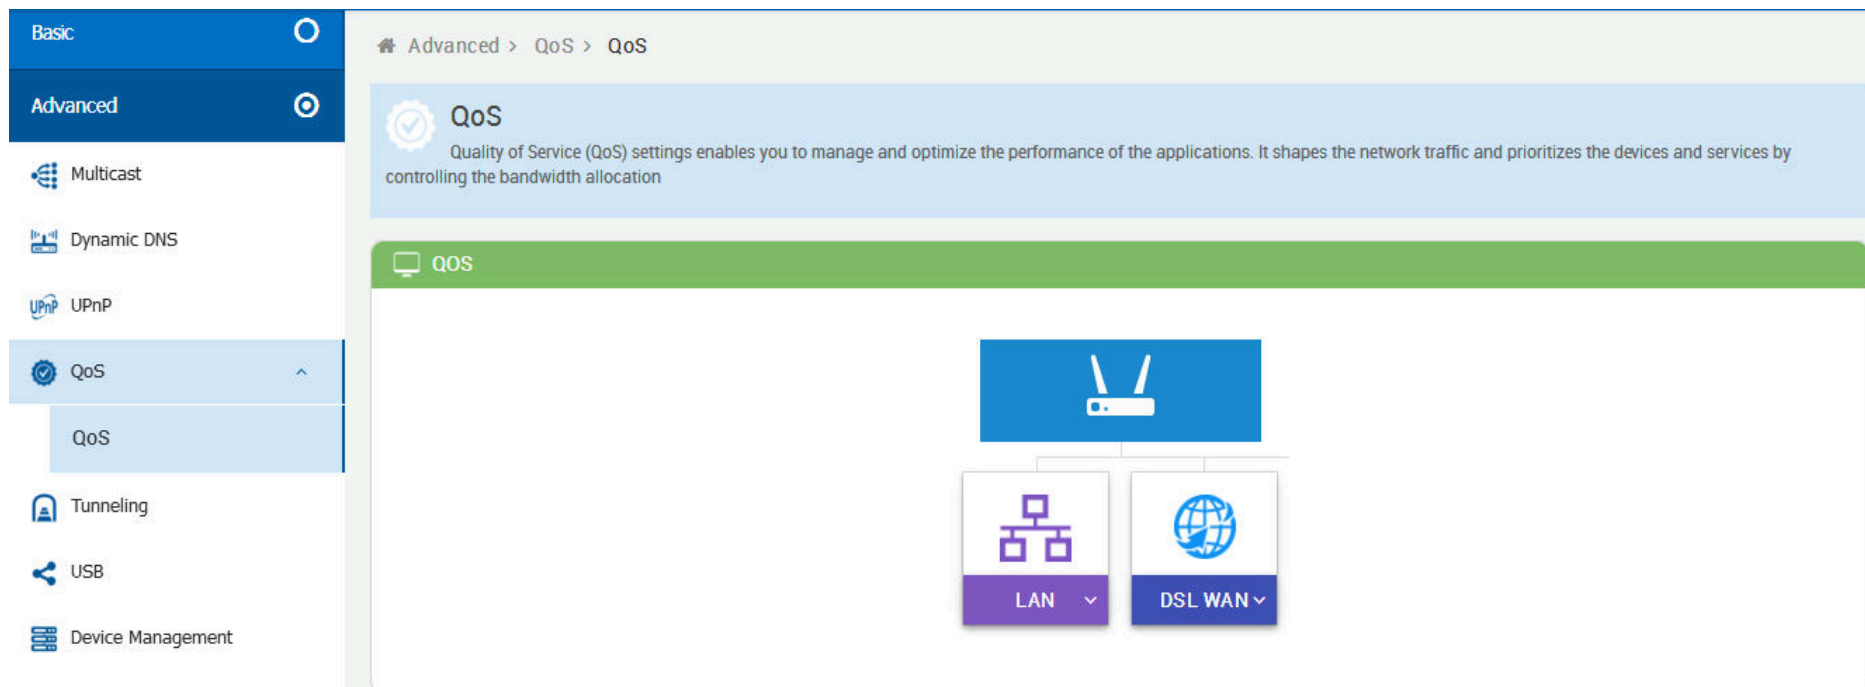 Basic
Advanced
Multicast
Dynamic DNS
UPnP UPnP
QoS
QoS
Tunneling
USB
Device Management
Advanced > QoS > QoS
QoS
Quality of Service (QoS) settings enables you to manage and optimize the performance of the applications. It shapes the network traffic and prioritizes the devices and services by
controlling the bandwidth allocation
QOS
LAN
DSL WAN